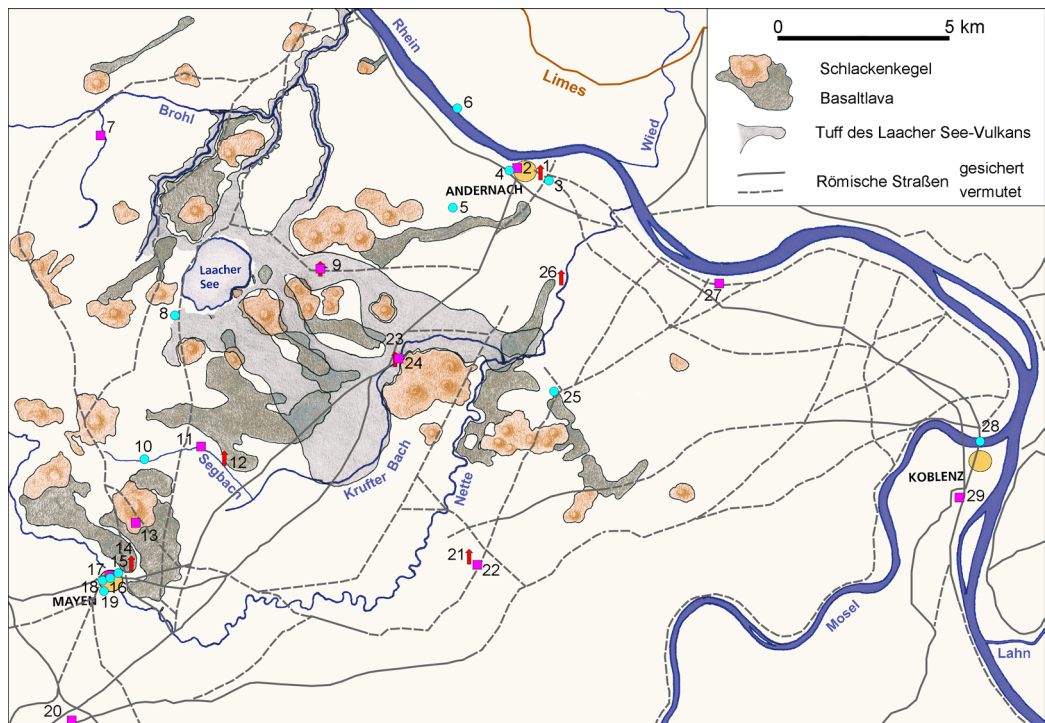 0 5 km
Schlackenkegel
Basaltlava
Tuff des Laacher See-Vulkans
Römische Straßen gesichert
vermutet
Rhein
Limes
Wied
Brohl
7
6
4 2 1
3
ANDERNACH
5
Laacher
See
9
8
26
27
23
24
25
10
11
12
Segbach
Krufter Bach
Nette
28
KOBLENZ
29
13
14
15
17
16
18
19
MAYEN
21
22
Mosel
Lahn
20